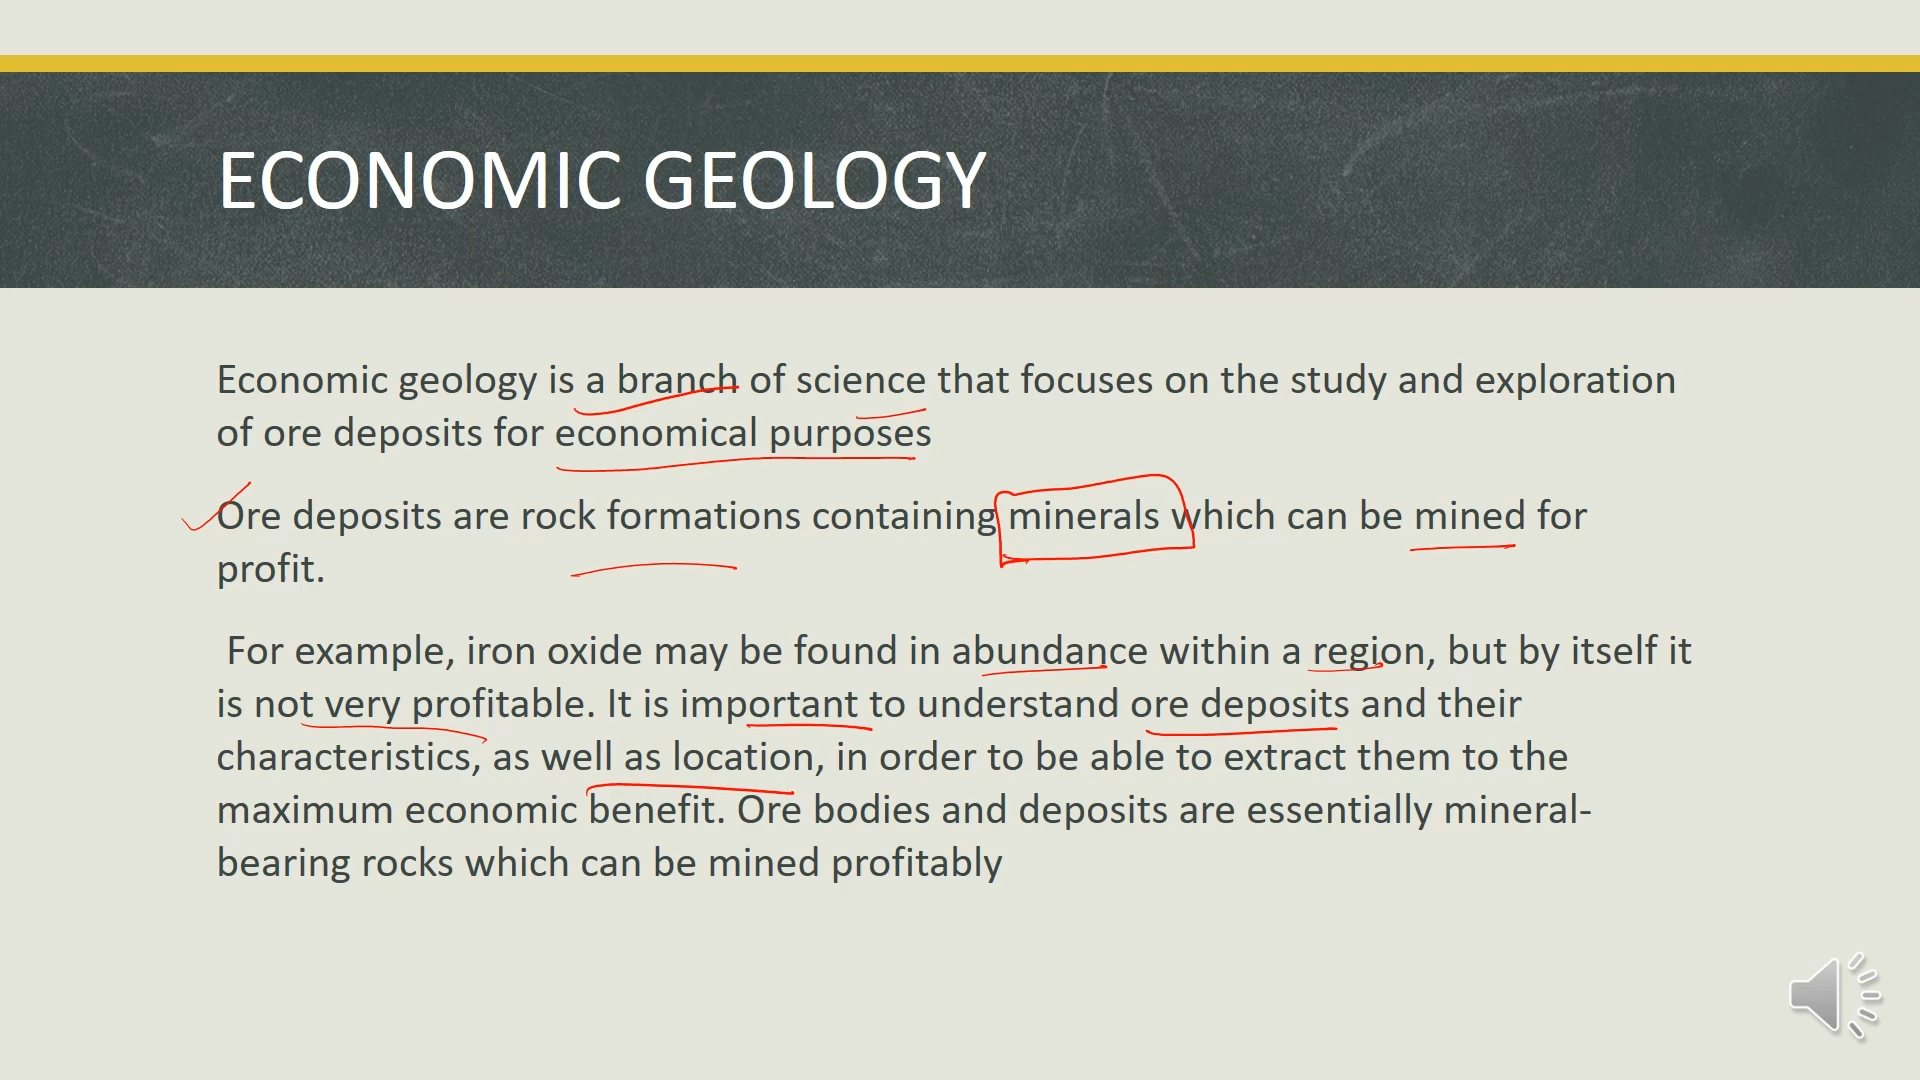 ECONOMIC GEOLOGY
Economic geology is a branch of science that focuses on the study and exploration
of ore deposits for economical purposes
Ore deposits are rock formations containing minerals which can be mined for
profit.
For example, iron oxide may be found in abundance within a region, but by itself it
is not very profitable. It is important to understand ore deposits and their
characteristics, as well as location, in order to be able to extract them to the
maximum economic benefit. Ore bodies and deposits are essentially mineral-
bearing rocks which can be mined profitably